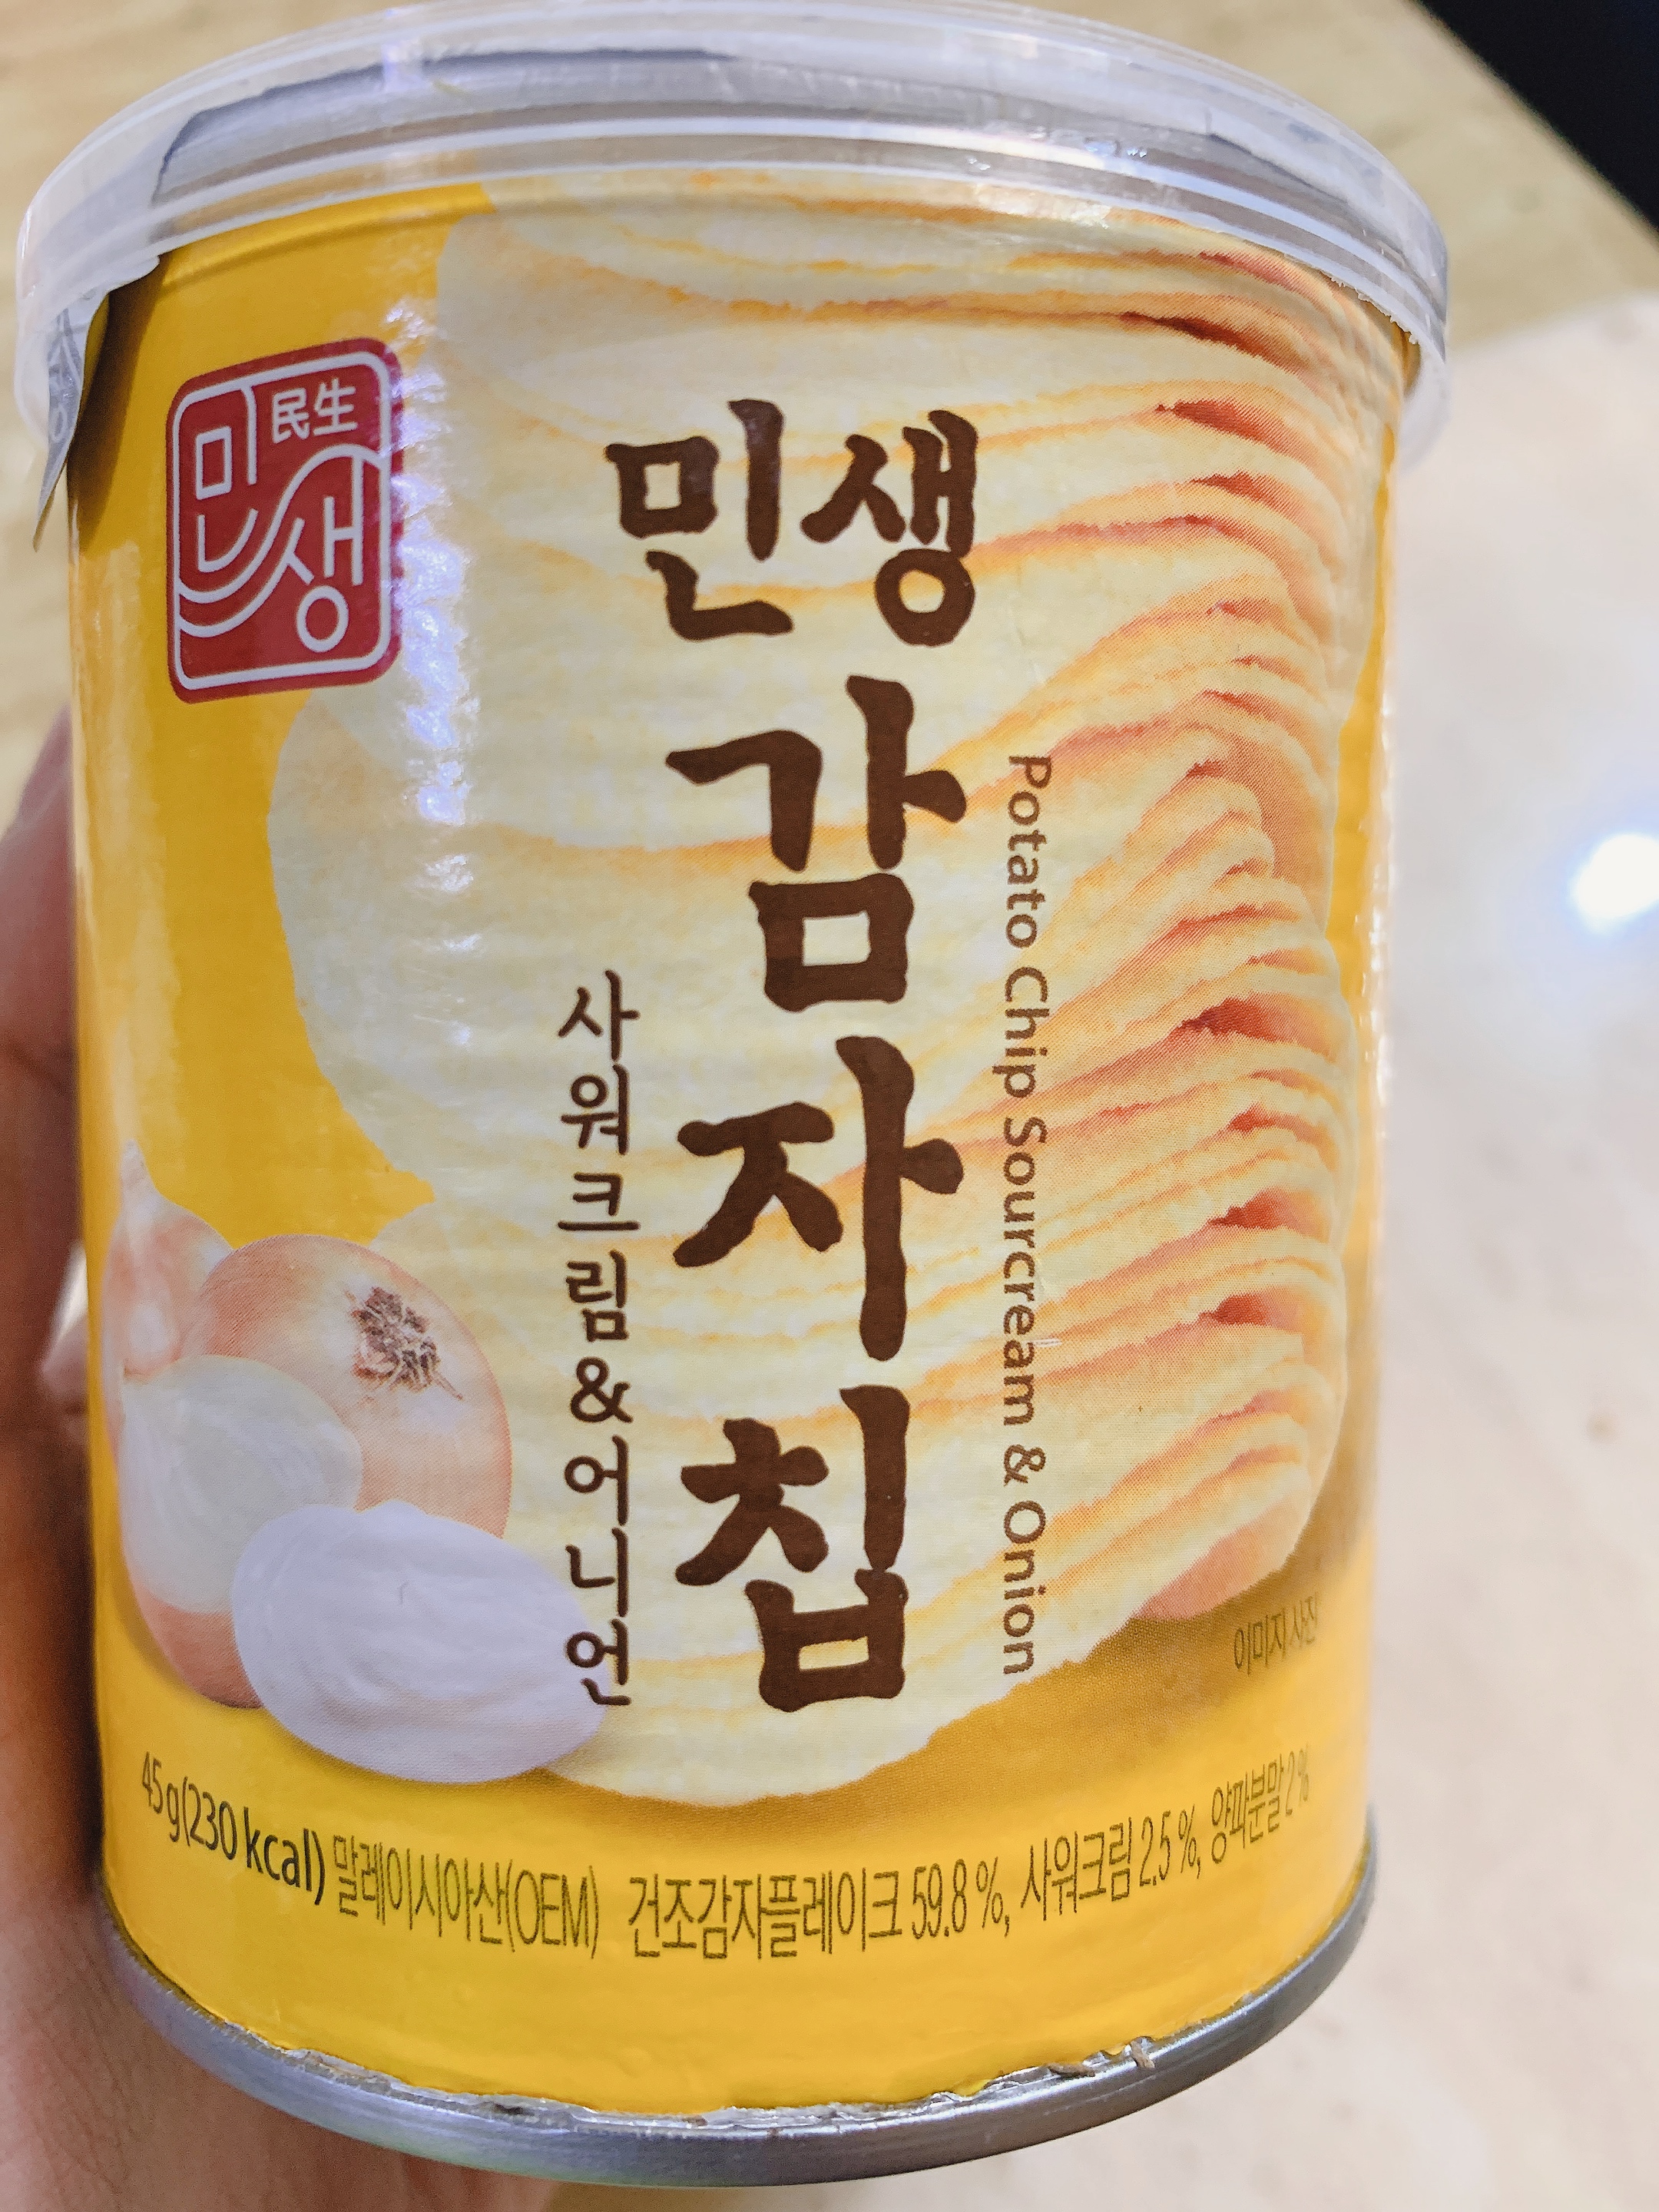 民生
민생
민생
감자칩
Potato Chip Sourcream & Onion
사워크림&어니언
이미지 사진
45g(230kcal) 말레이시아산(OEM) 건조감자플레이크 59.8%, 사워크림 2.5%, 양파분말 2%